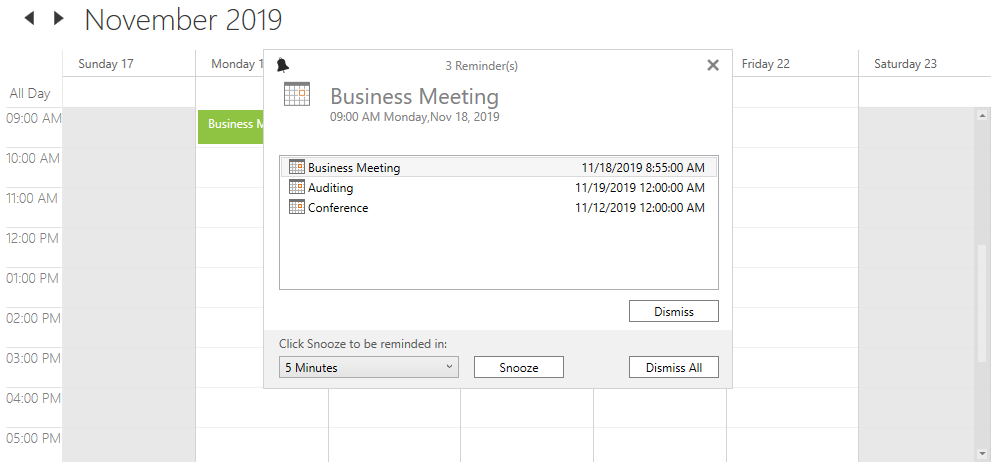 November 2019
Sunday 17
Monday 1
Friday 22
Saturday 23
All Day
09:00 AM
10:00 AM
11:00 AM
12:00 PM
01:00 PM
02:00 PM
03:00 PM
04:00 PM
05:00 PM
Business M
3 Reminder(s)
Business Meeting
09:00 AM Monday,Nov 18, 2019
Business Meeting 11/18/2019 8:55:00 AM
Auditing 11/19/2019 12:00:00 AM
Conference 11/12/2019 12:00:00 AM
Dismiss
Click Snooze to be reminded in:
5 Minutes
Snooze
Dismiss All